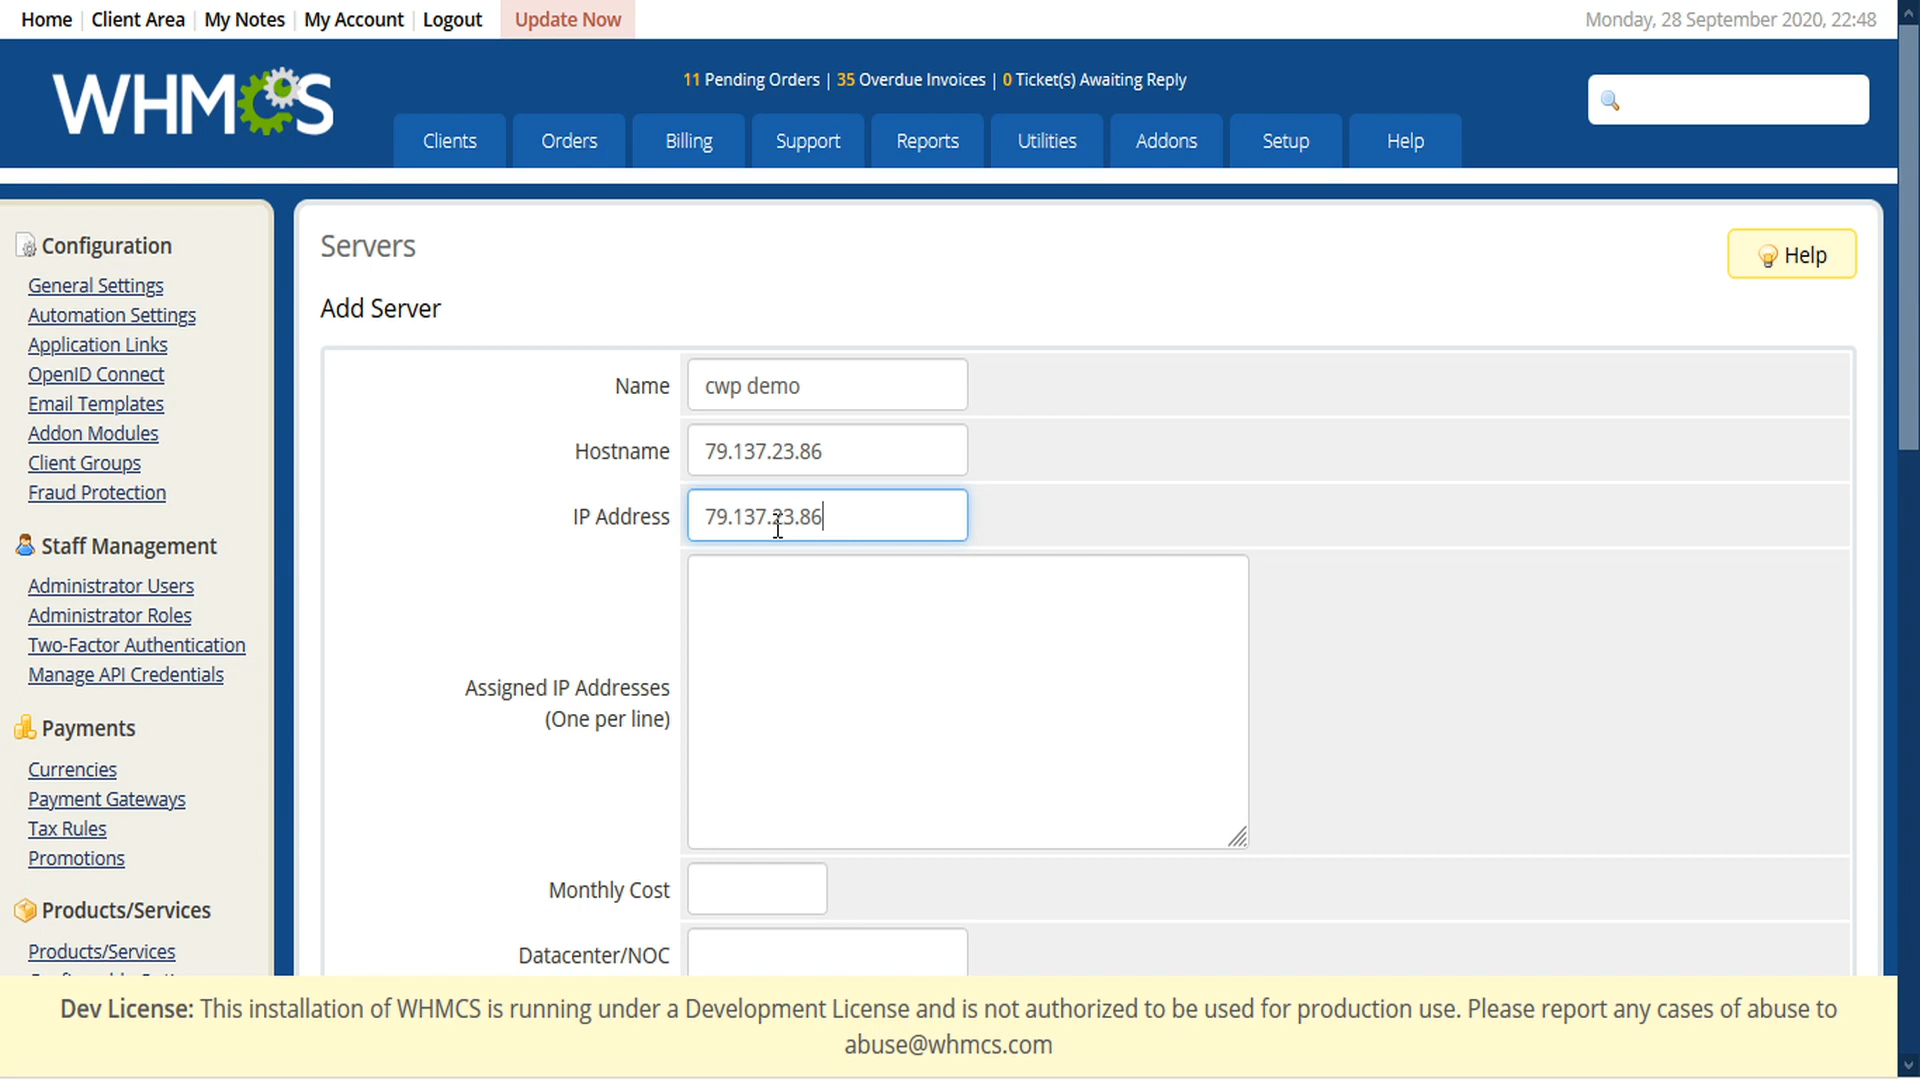 Home Client Area My Notes My Account Logout Update Now Monday, 28 September 2020, 22:48
WHMCS
11 Pending Orders | 35 Overdue Invoices | 0 Ticket(s) Awaiting Reply
Clients Orders Billing Support Reports Utilities Addons Setup Help
Configuration
General Settings
Automation Settings
Application Links
OpenID Connect
Email Templates
Addon Modules
Client Groups
Fraud Protection
Staff Management
Administrator Users
Administrator Roles
Two-Factor Authentication
Manage API Credentials
Payments
Currencies
Payment Gateways
Tax Rules
Promotions
Products/Services
Products/Services
Servers
Help
Add Server
Name cwp demo
Hostname 79.137.23.86
IP Address 79.137.23.86
Assigned IP Addresses
(One per line)
Monthly Cost
Datacenter/NOC
Dev License: This installation of WHMCS is running under a Development License and is not authorized to be used for production use. Please report any cases of abuse to
abuse@whmcs.com